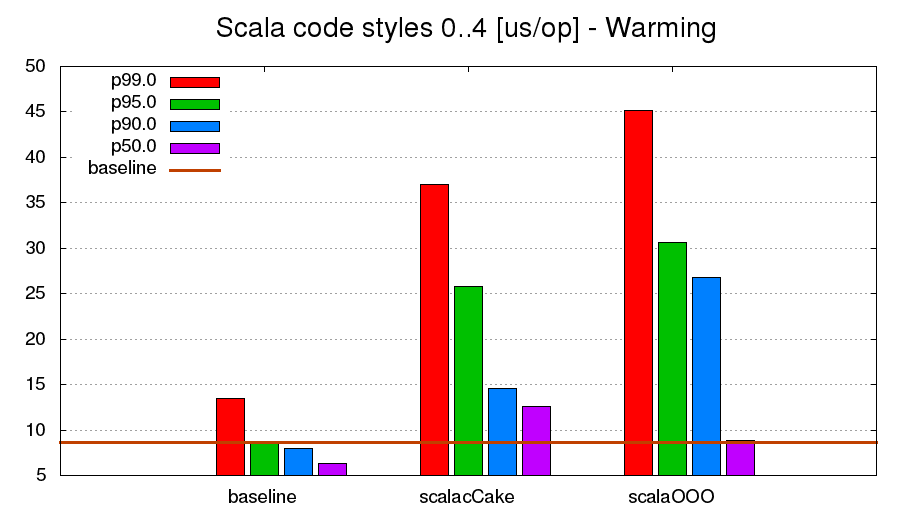 Scala code styles 0..4 [us/op] - Warming
50
45
40
35
30
25
20
15
10
5
p99.0
p95.0
p90.0
p50.0
baseline
baseline scalacCake scalaOOO